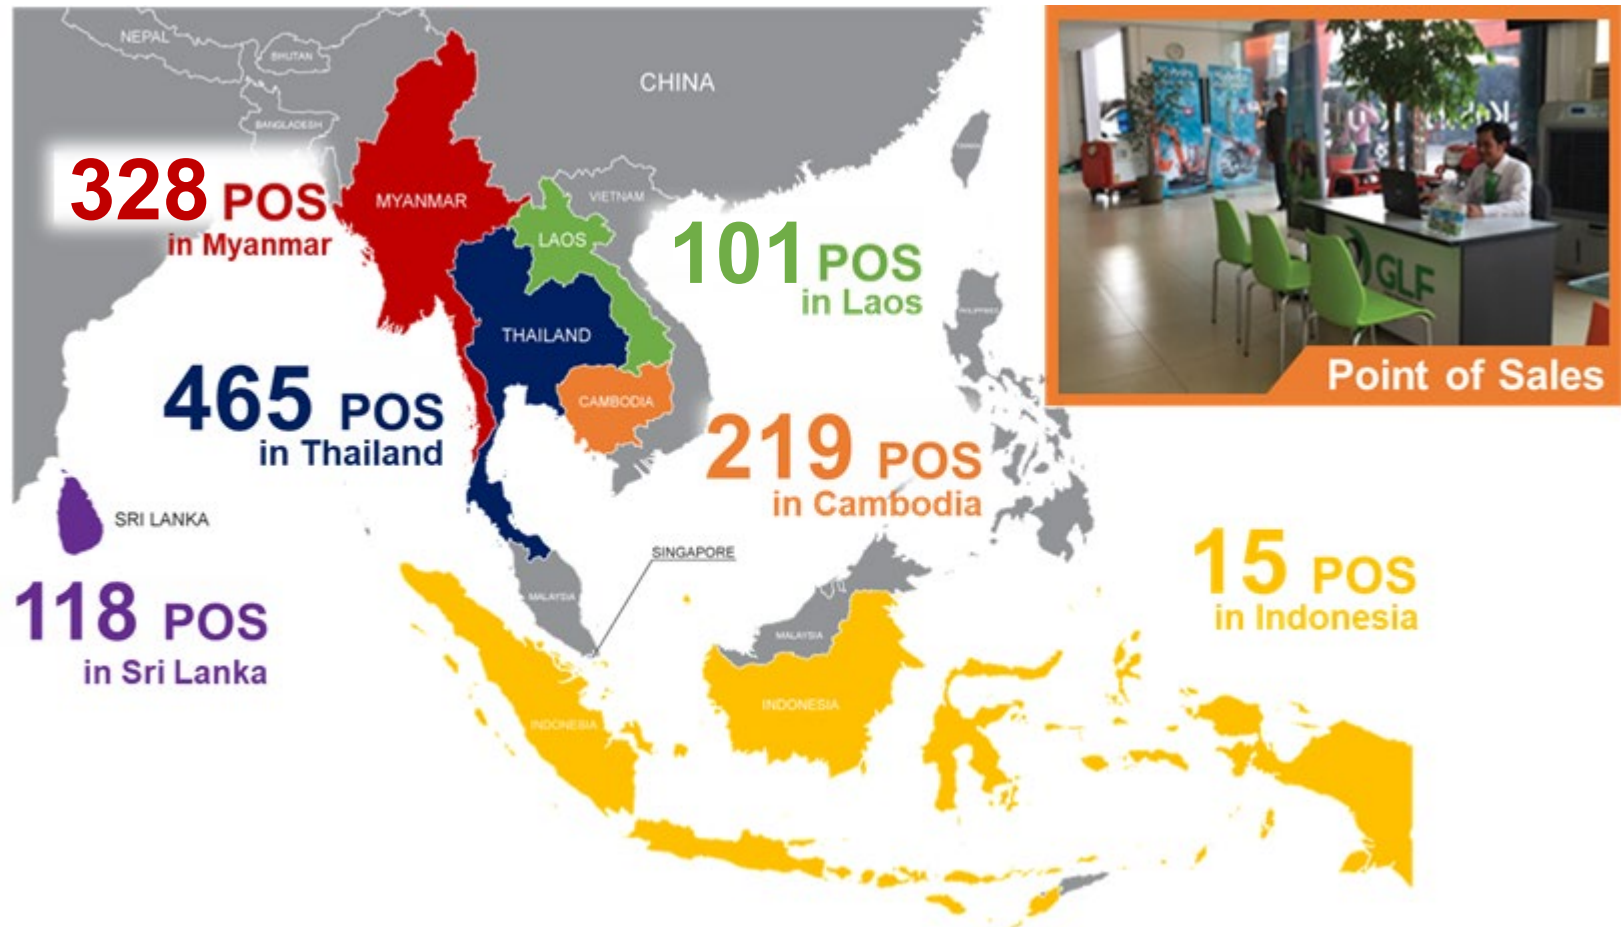 NEPAL
BHUTAN
BANGLADESH
CHINA
TAIWAN
328 POS
in Myanmar
MYANMAR
VIETNAM
LAOS
101 POS
in Laos
THAILAND
PHILIPPINES
GLF
Point of Sales
465 POS
in Thailand
CAMBODIA
219 POS
in Cambodia
SRI LANKA
118 POS
in Sri Lanka
SINGAPORE
MALAYSIA
MALAYSIA
15 POS
in Indonesia
INDONESIA
INDONESIA